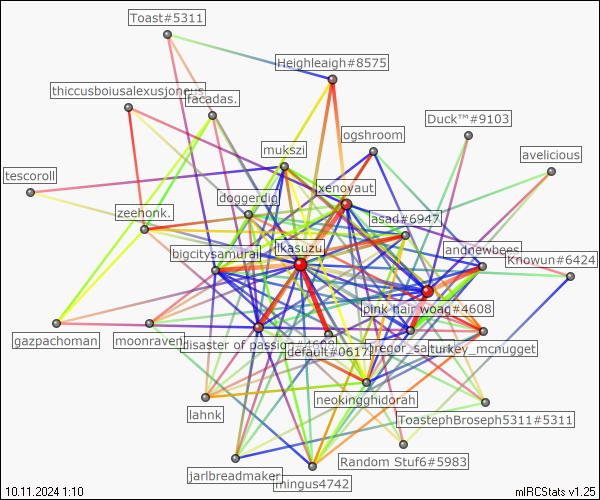 Toast#5311
Heighleaigh#8575
thiccusboiusalexusjoneus
facadas.
Duck™#9103
ogshroom
mukszi
avelicious
tescoroll
xenovaut
doggerdig
zeehonk.
asad#6947
ikasuzu.
andnewbees
bigcitysamurai
Knowun#6424
pink hair woag#4608
gazpachoman
moonraven
disaster of passion#4600
default#0617
gregor_sa
turkey_mcnugget
neokingghidorah
lahnk
ToastephBroseph5311#5311
Random Stuf6#5983
jarlbreadmaker
mingus4742
10.11.2024 1:10
mIRCStats v1.25